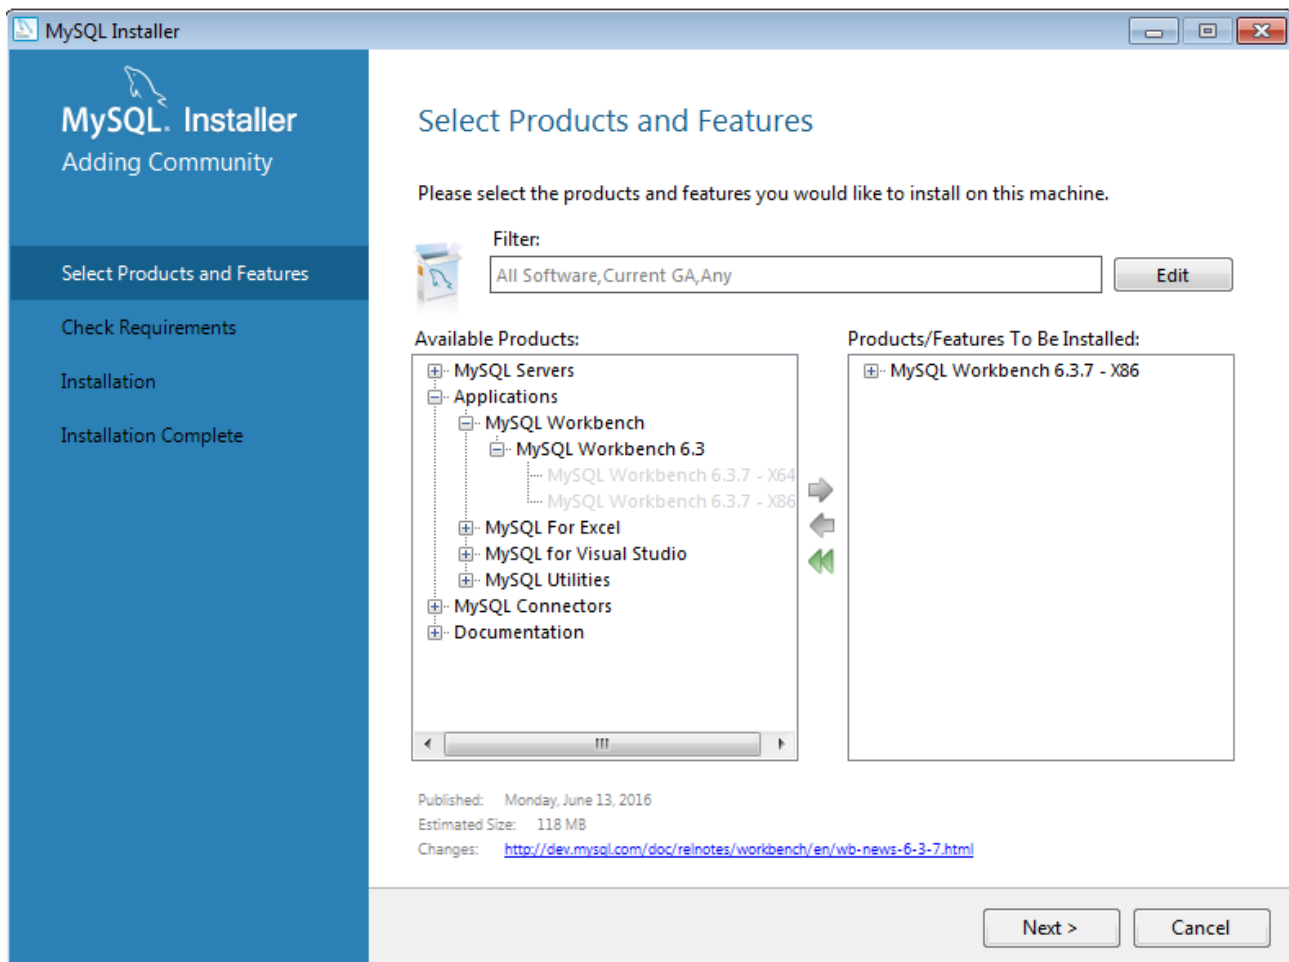 MySQL Installer
MySQL. Installer
Adding Community
Select Products and Features
Check Requirements
Installation
Installation Complete
Select Products and Features
Please select the products and features you would like to install on this machine.
Filter:
All Software,Current GA,Any
Edit
Available Products:
MySQL Servers
Applications
MySQL Workbench
MySQL Workbench 6.3
MySQL Workbench 6.3.7 - X64
MySQL Workbench 6.3.7 - X86
MySQL For Excel
MySQL for Visual Studio
MySQL Utilities
MySQL Connectors
Documentation
Products/Features To Be Installed:
MySQL Workbench 6.3.7 - X86
Published: Monday, June 13, 2016
Estimated Size: 118 MB
Changes: http://dev.mysql.com/doc/relnotes/workbench/en/wb-news-6-3-7.html
Next >
Cancel